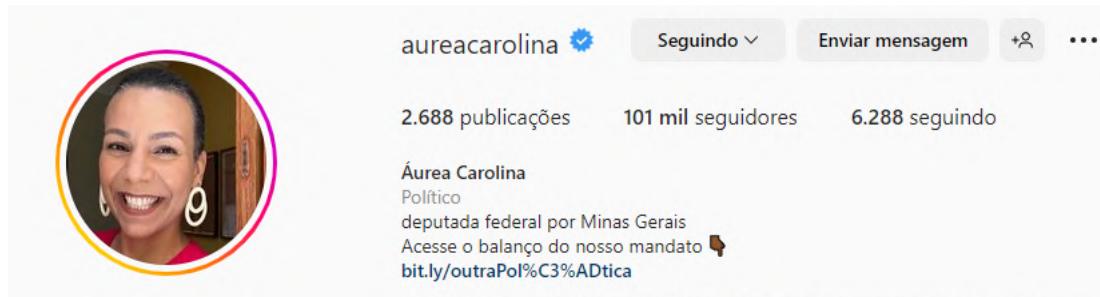 aureacarolina Seguindo Enviar mensagem
2.688 publicações 101 mil seguidores 6.288 seguindo
Áurea Carolina
Político
deputada federal por Minas Gerais
Acesse o balanço do nosso mandato 👇🏿
bit.ly/outraPol%C3%ADtica